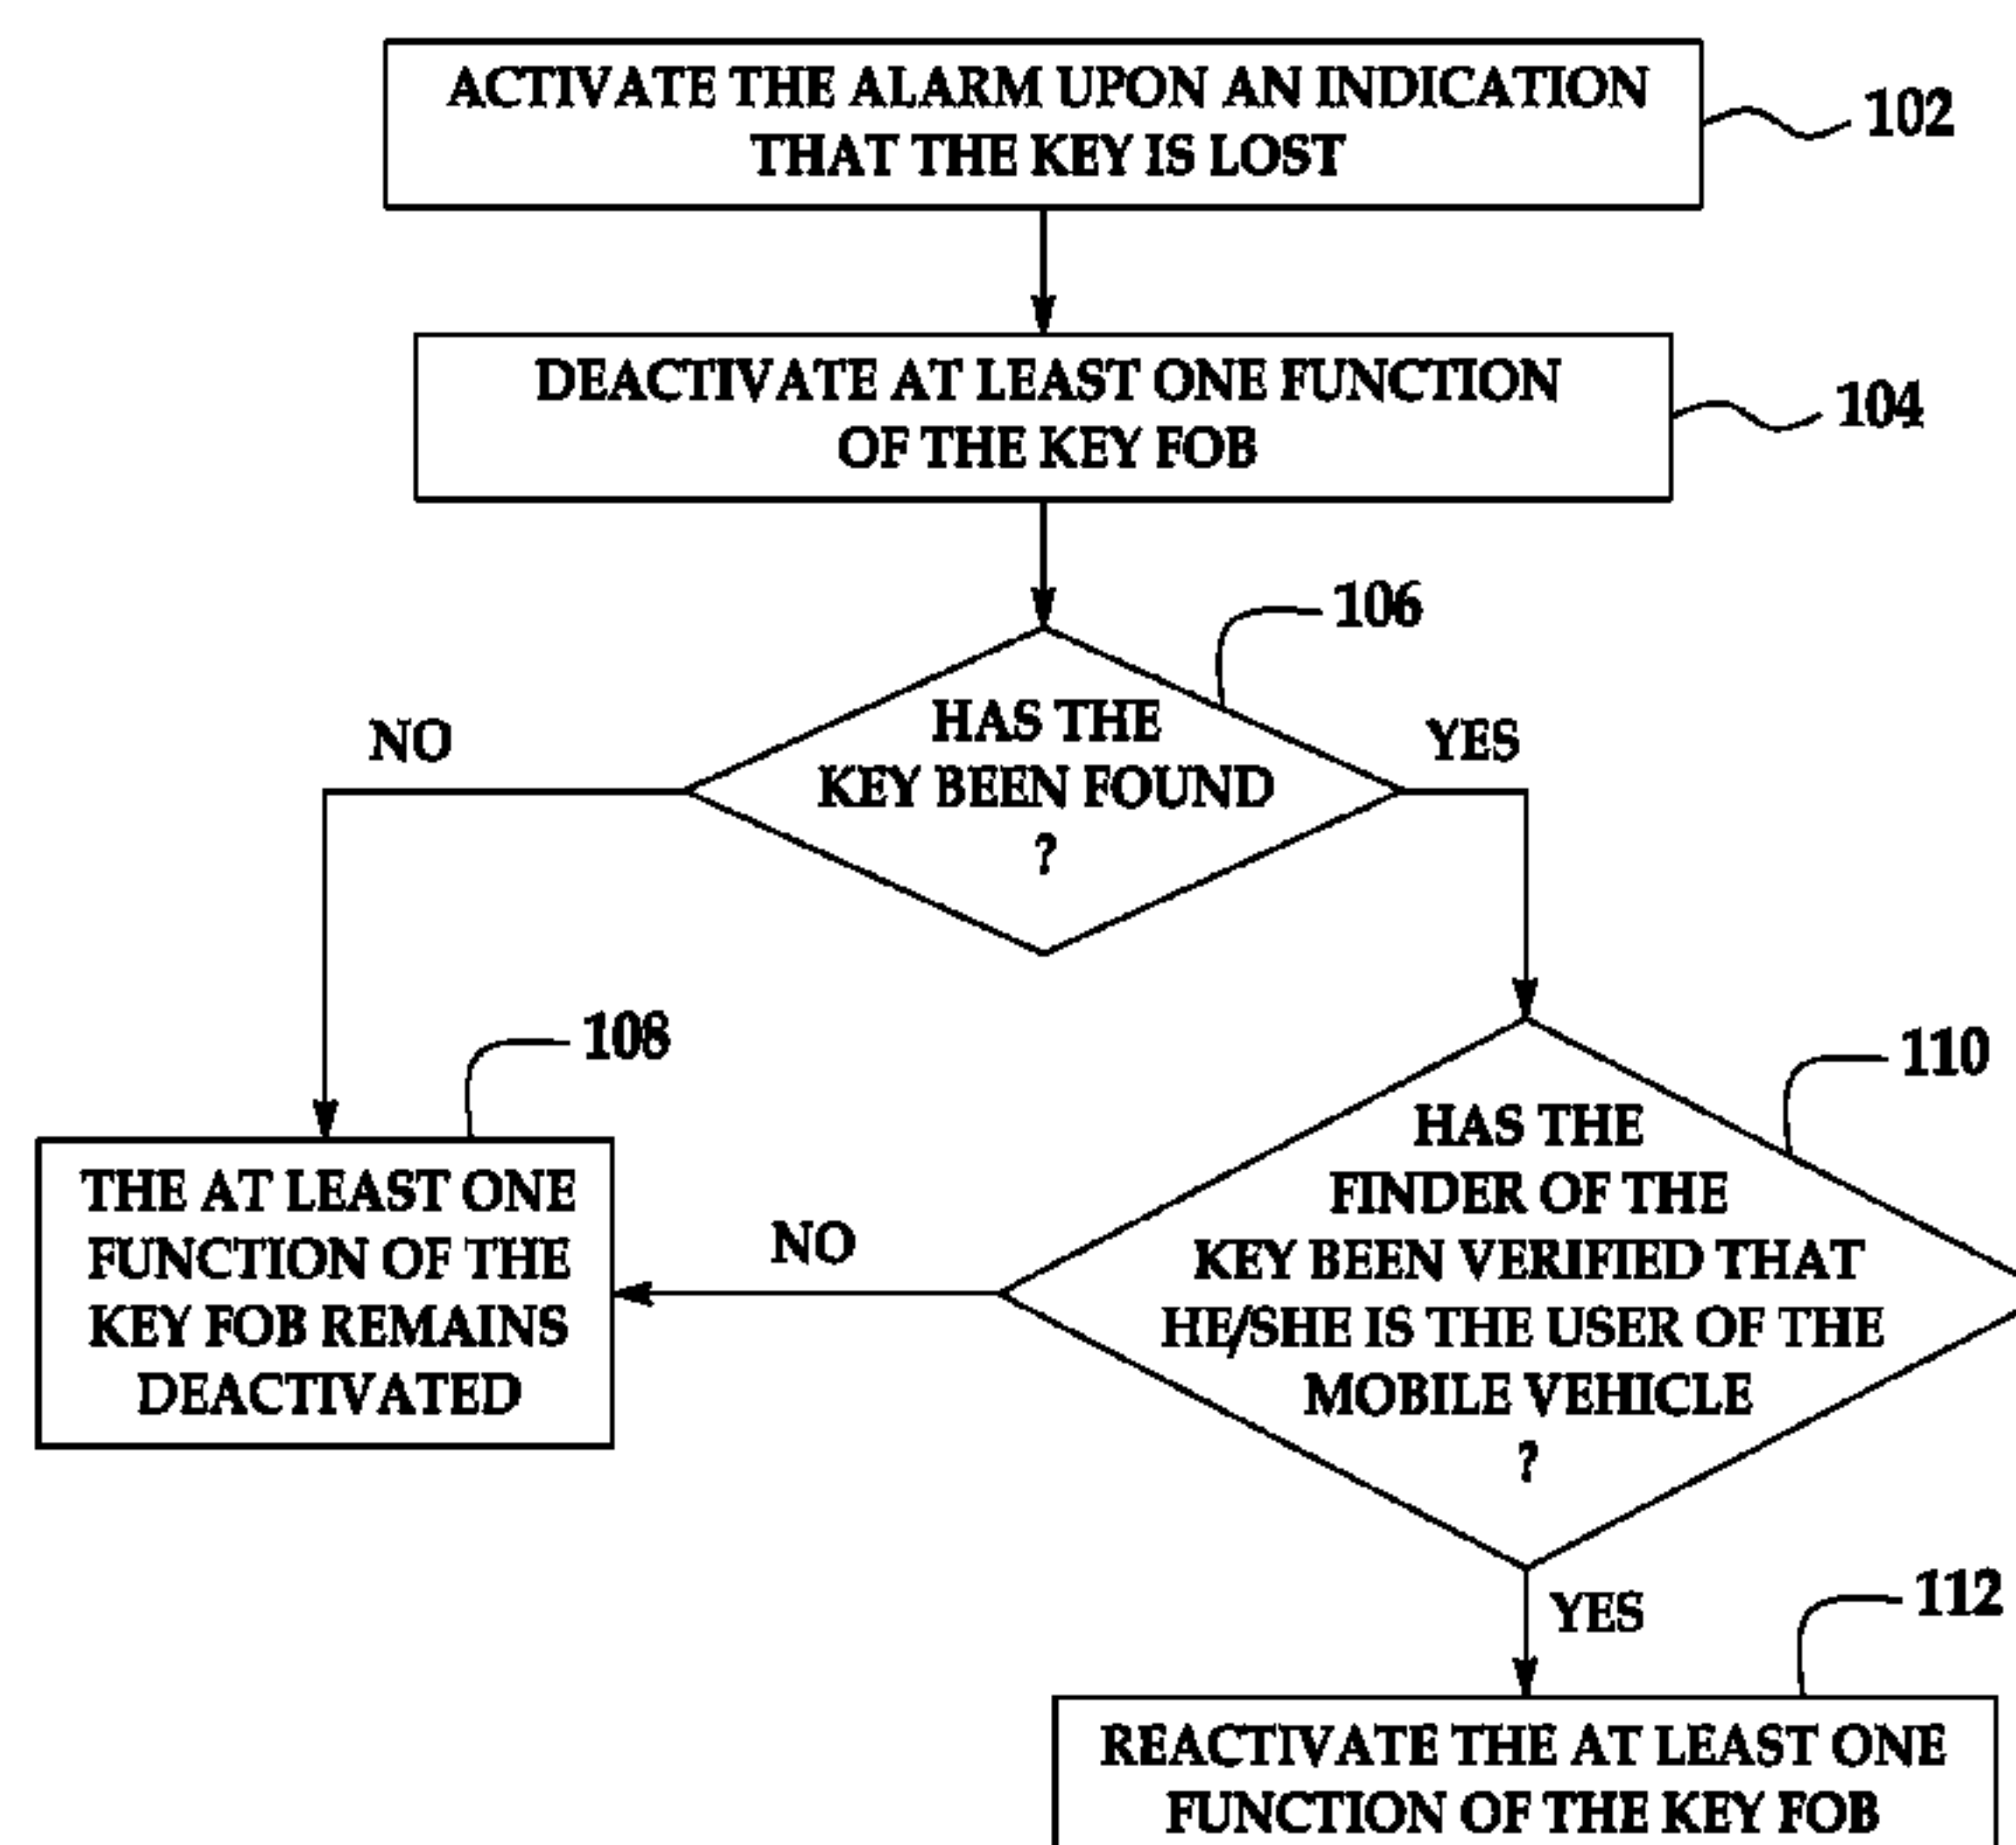 ACTIVATE THE ALARM UPON AN INDICATION
THAT THE KEY IS LOST
102
DEACTIVATE AT LEAST ONE FUNCTION
OF THE KEY FOB
104
106
HAS THE
KEY BEEN FOUND
?
NO
YES
108
THE AT LEAST ONE
FUNCTION OF THE
KEY FOB REMAINS
DEACTIVATED
110
HAS THE
FINDER OF THE
KEY BEEN VERIFIED THAT
HE/SHE IS THE USER OF THE
MOBILE VEHICLE
?
NO
YES
112
REACTIVATE THE AT LEAST ONE
FUNCTION OF THE KEY FOB